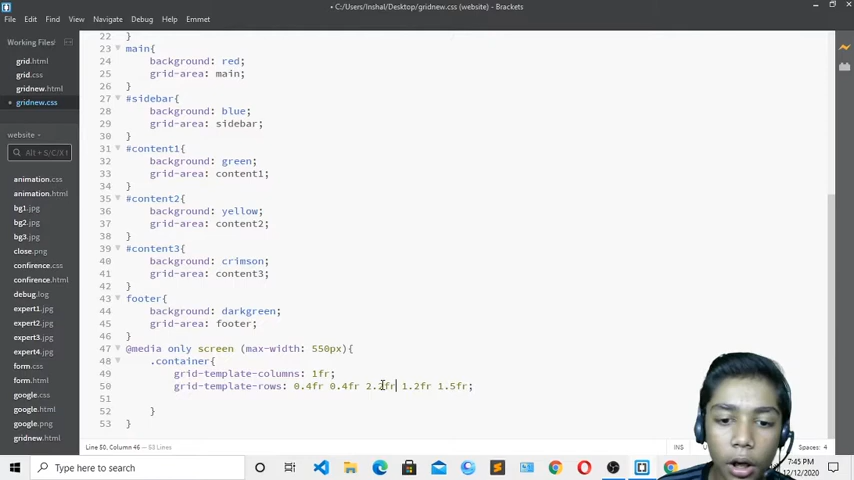 • C:/Users/Inshal/Desktop/gridnew.css (website) - Brackets
File Edit Find View Navigate Debug Help Emmet
Working Files
grid.html
grid.css
gridnew.html
• gridnew.css
website
Alt + S/C/X t
animation.css
animation.html
bg1.jpg
bg2.jpg
bg3.jpg
close.png
confirence.css
confirence.html
debug.log
expert1.jpg
expert2.jpg
expert3.jpg
expert4.jpg
form.css
form.html
google.css
google.html
gridnew.html
22 }
23 main{
24 background: red;
25 grid-area: main;
26 }
27 #sidebar{
28 background: blue;
29 grid-area: sidebar;
30 }
31 #content1{
32 background: green;
33 grid-area: content1;
34 }
35 #content2{
36 background: yellow;
37 grid-area: content2;
38 }
39 #content3{
40 background: crimson;
41 grid-area: content3;
42 }
43 footer{
44 background: darkgreen;
45 grid-area: footer;
46 }
47 @media only screen (max-width: 550px){
48 .container{
49 grid-template-columns: 1fr;
50 grid-template-rows: 0.4fr 0.4fr 2.2fr 1.2fr 1.5fr;
51
52 }
53 }
Line 50, Column 46 — 53 Lines
INS
Spaces: 4
Type here to search
7:45 PM
12/12/2020